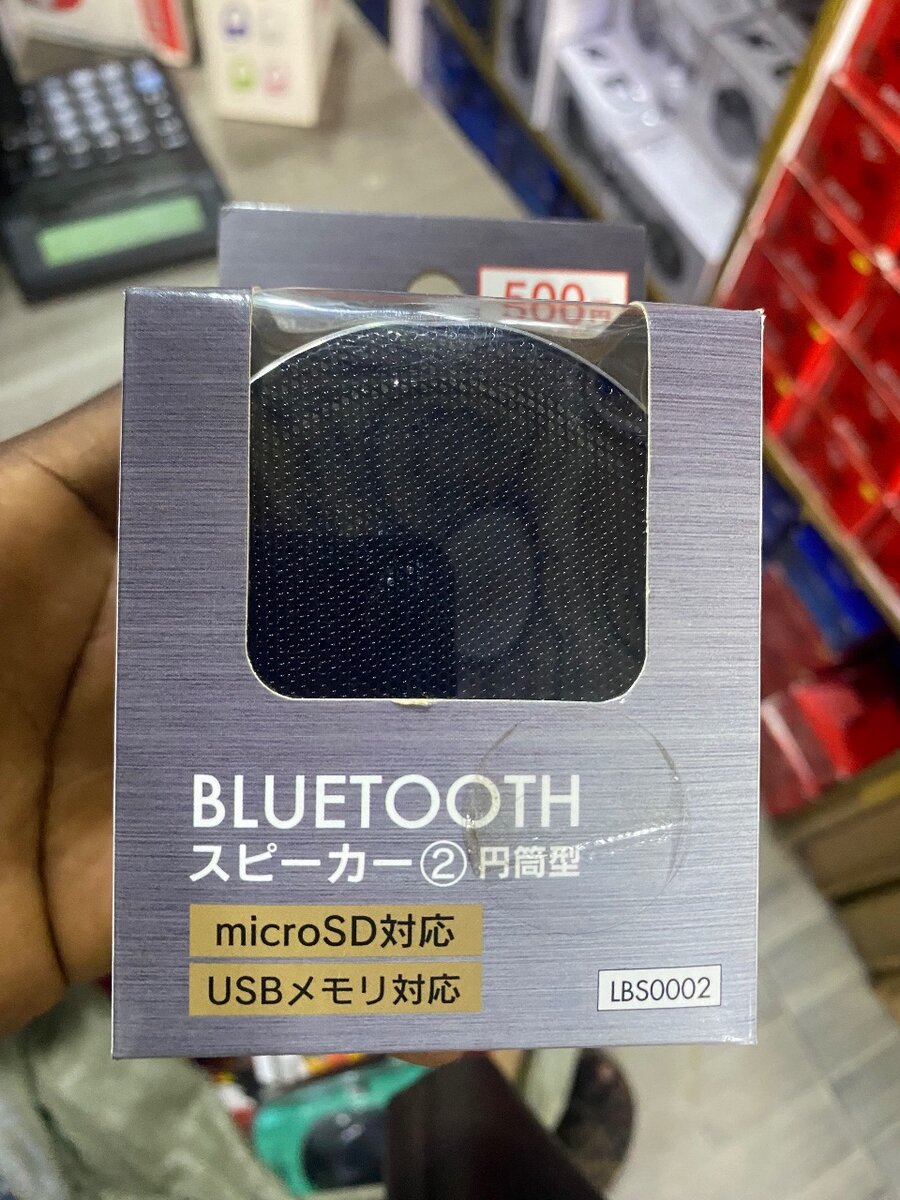 500円
BLUETOOTH
スピーカー②円筒型
microSD対応
USBメモリ対応
LBS0002